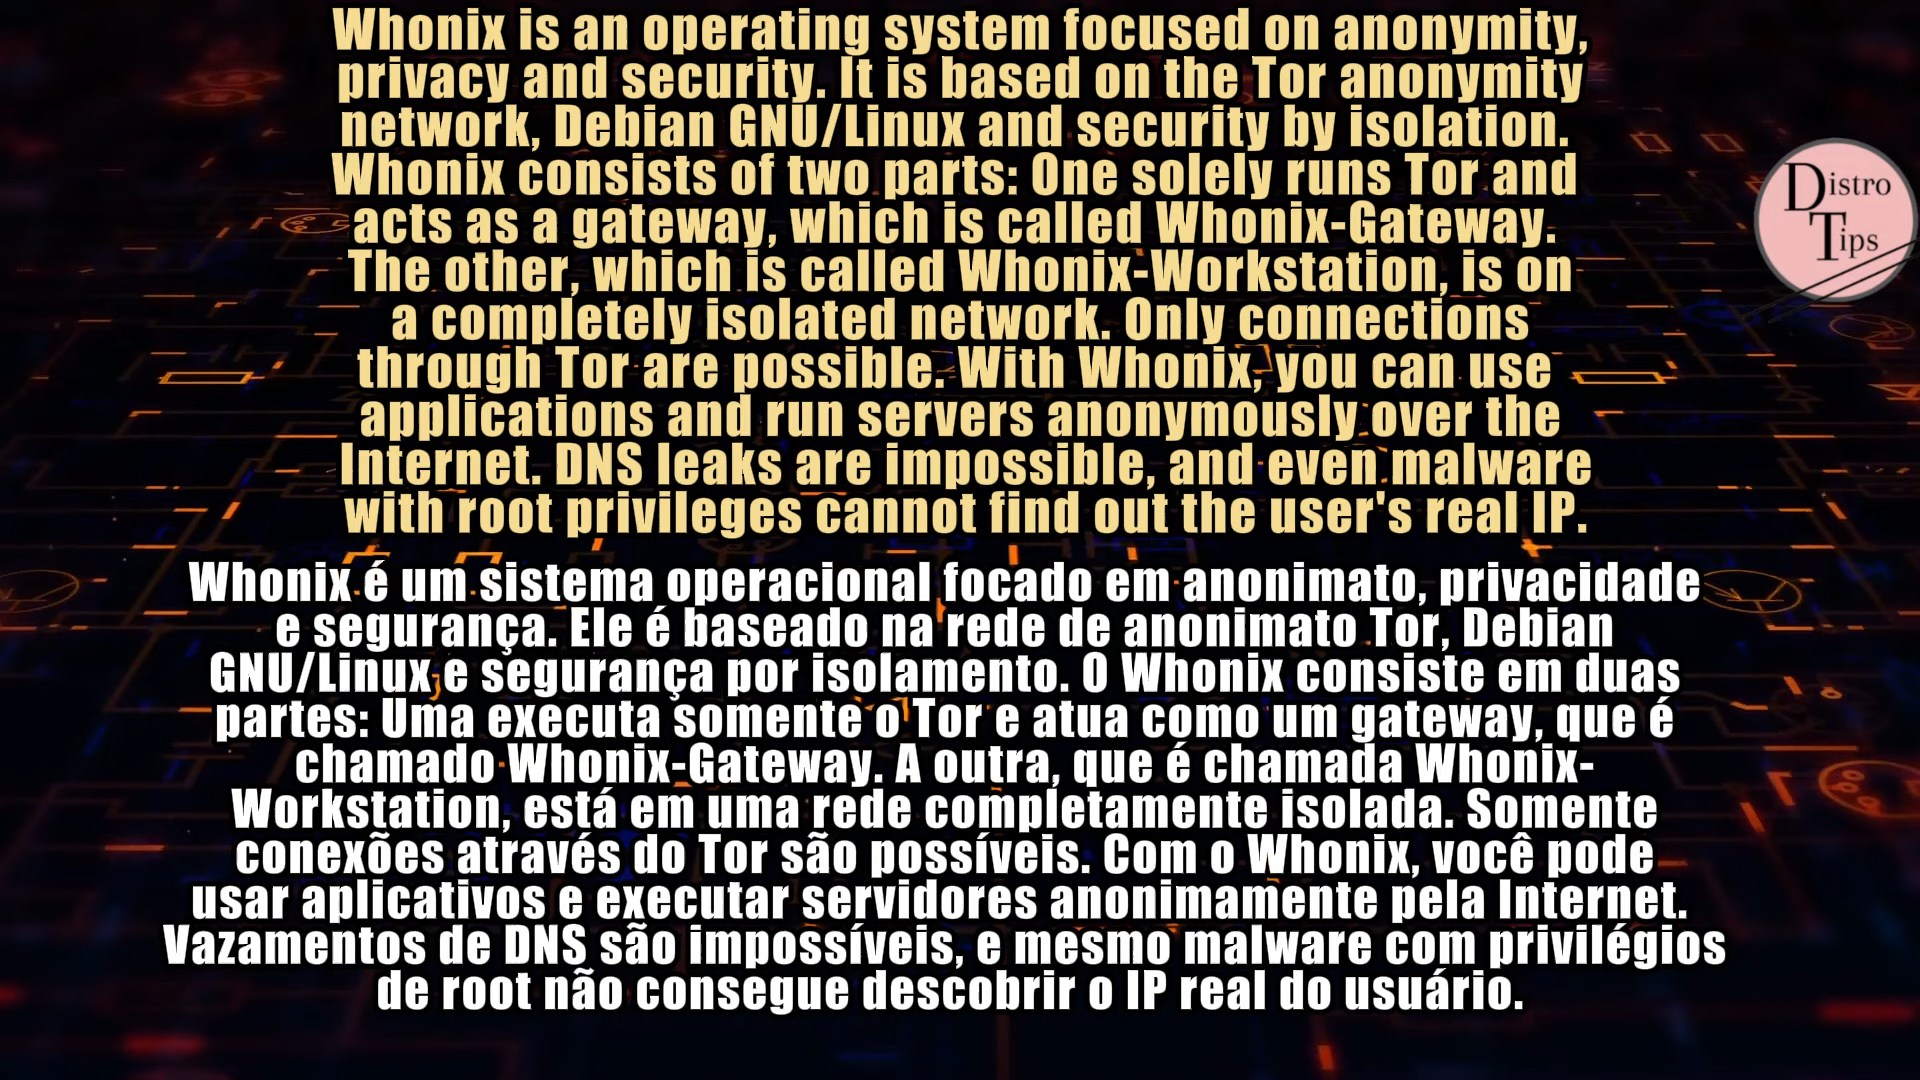 Whonix is an operating system focused on anonymity,
privacy and security. It is based on the Tor anonymity
network, Debian GNU/Linux and security by isolation.
Whonix consists of two parts: One solely runs Tor and
acts as a gateway, which is called Whonix-Gateway.
The other, which is called Whonix-Workstation, is on
a completely isolated network. Only connections
through Tor are possible. With Whonix, you can use
applications and run servers anonymously over the
Internet. DNS leaks are impossible, and even malware
with root privileges cannot find out the user's real IP.
Distro
Tips
Whonix é um sistema operacional focado em anonimato, privacidade
e segurança. Ele é baseado na rede de anonimato Tor, Debian
GNU/Linux e segurança por isolamento. O Whonix consiste em duas
partes: Uma executa somente o Tor e atua como um gateway, que é
chamado Whonix-Gateway. A outra, que é chamada Whonix-
Workstation, está em uma rede completamente isolada. Somente
conexões através do Tor são possíveis. Com o Whonix, você pode
usar aplicativos e executar servidores anonimamente pela Internet.
Vazamentos de DNS são impossíveis, e mesmo malware com privilégios
de root não consegue descobrir o IP real do usuário.